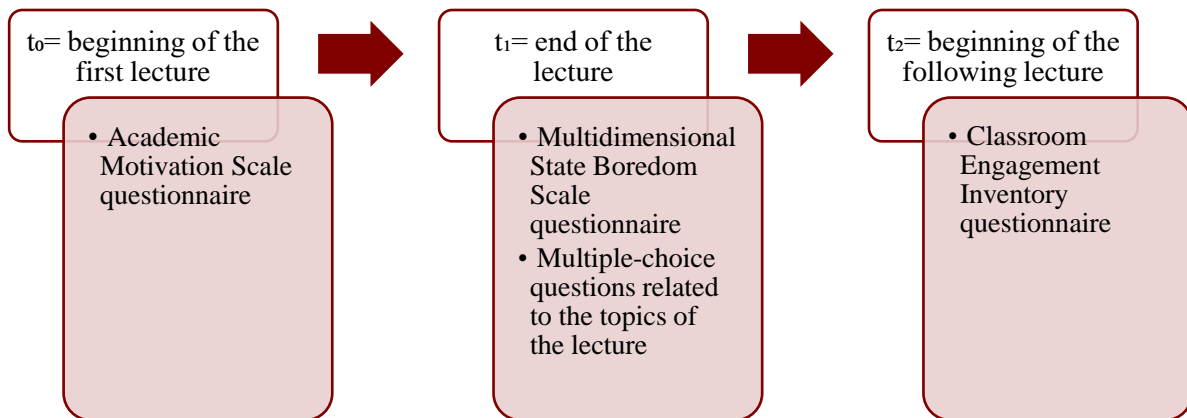 t₀= beginning of the
first lecture
• Academic
Motivation Scale
questionnaire
t₁= end of the
lecture
• Multidimensional
State Boredom
Scale
questionnaire
• Multiple-choice
questions related
to the topics of
the lecture
t₂= beginning of the
following lecture
• Classroom
Engagement
Inventory
questionnaire